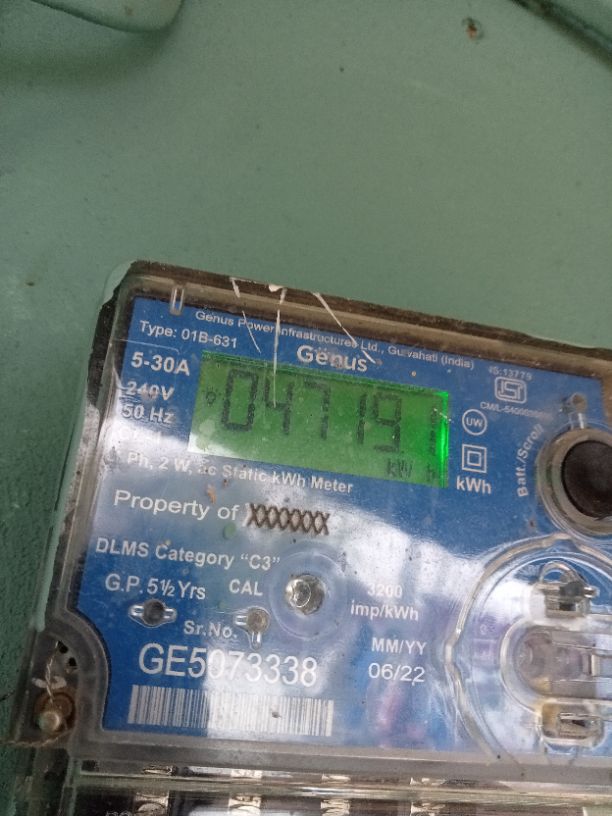 Genus Power Infrastructures Ltd., Guwahati (India)
Type: 01B-631
Genus
IS:13779
5-30A
240V
50 Hz
04719
kW
ISI
UW
kWh
Batt./Scroll
Ph, 2 W, ac Static kWh Meter
Property of XXXXXXX
DLMS Category "C3"
G.P. 5½ Yrs CAL
3200
imp/kWh
Sr.No.
MM/YY
GE5073338
06/22